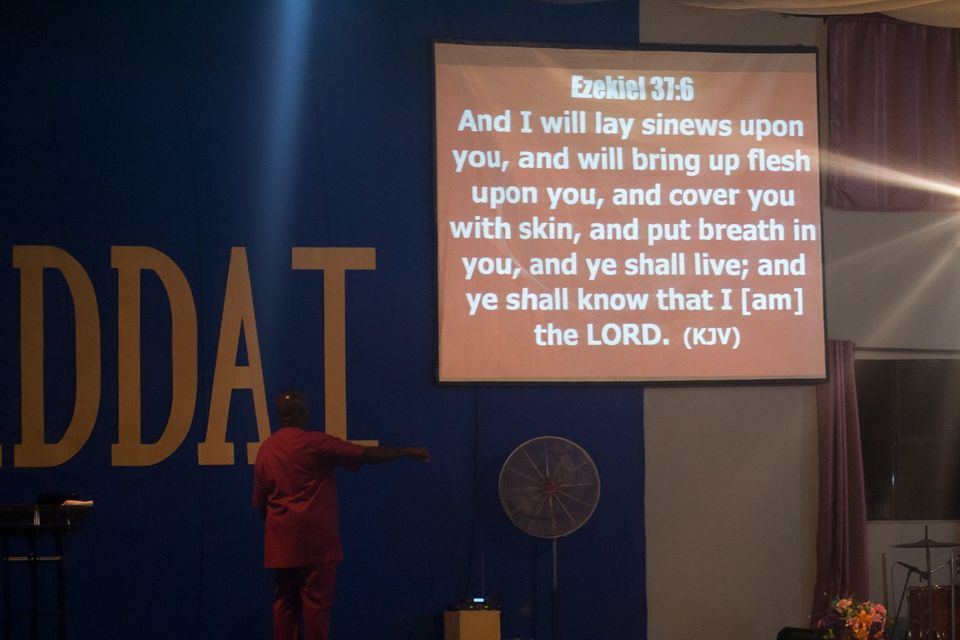 Ezekiel 37:6
And I will lay sinews upon
you, and will bring up flesh
upon you, and cover you
with skin, and put breath in
you, and ye shall live; and
ye shall know that I [am]
the LORD. (KJV)
DDAI